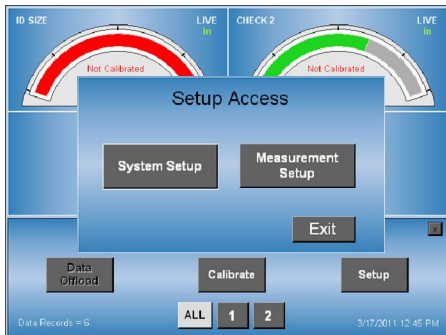 ID SIZE
LIVE
in
CHECK 2
LIVE
in
Not Calibrated
Not Calibrated
Setup Access
System Setup
Measurement
Setup
Exit
x
Data
Offload
Calibrate
Setup
ALL
1
2
Data Records = 6
3/17/2011 12:45 PM